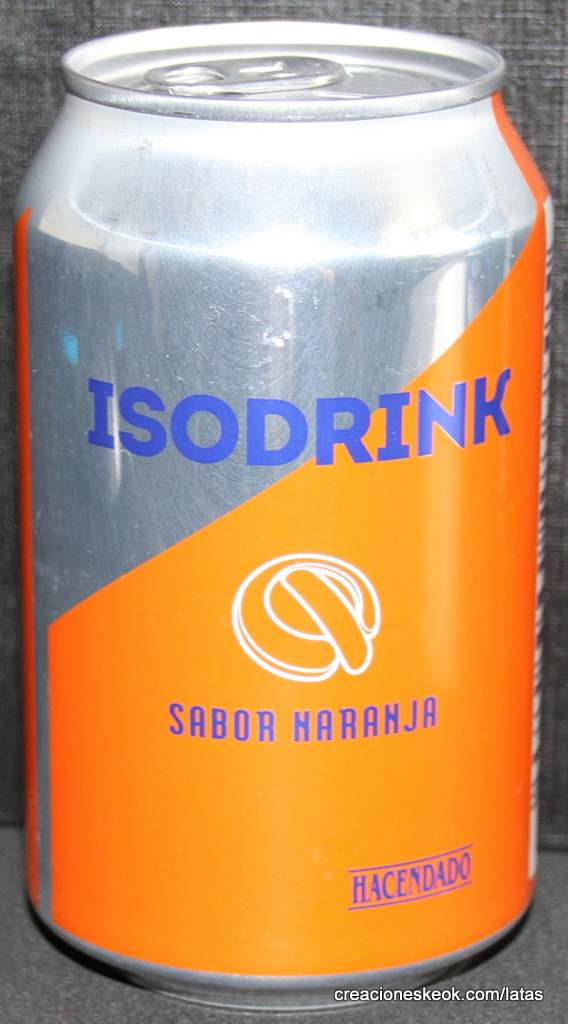 ISODRINK
SABOR NARANJA
HACENDADO
creacioneskeok.com/latas